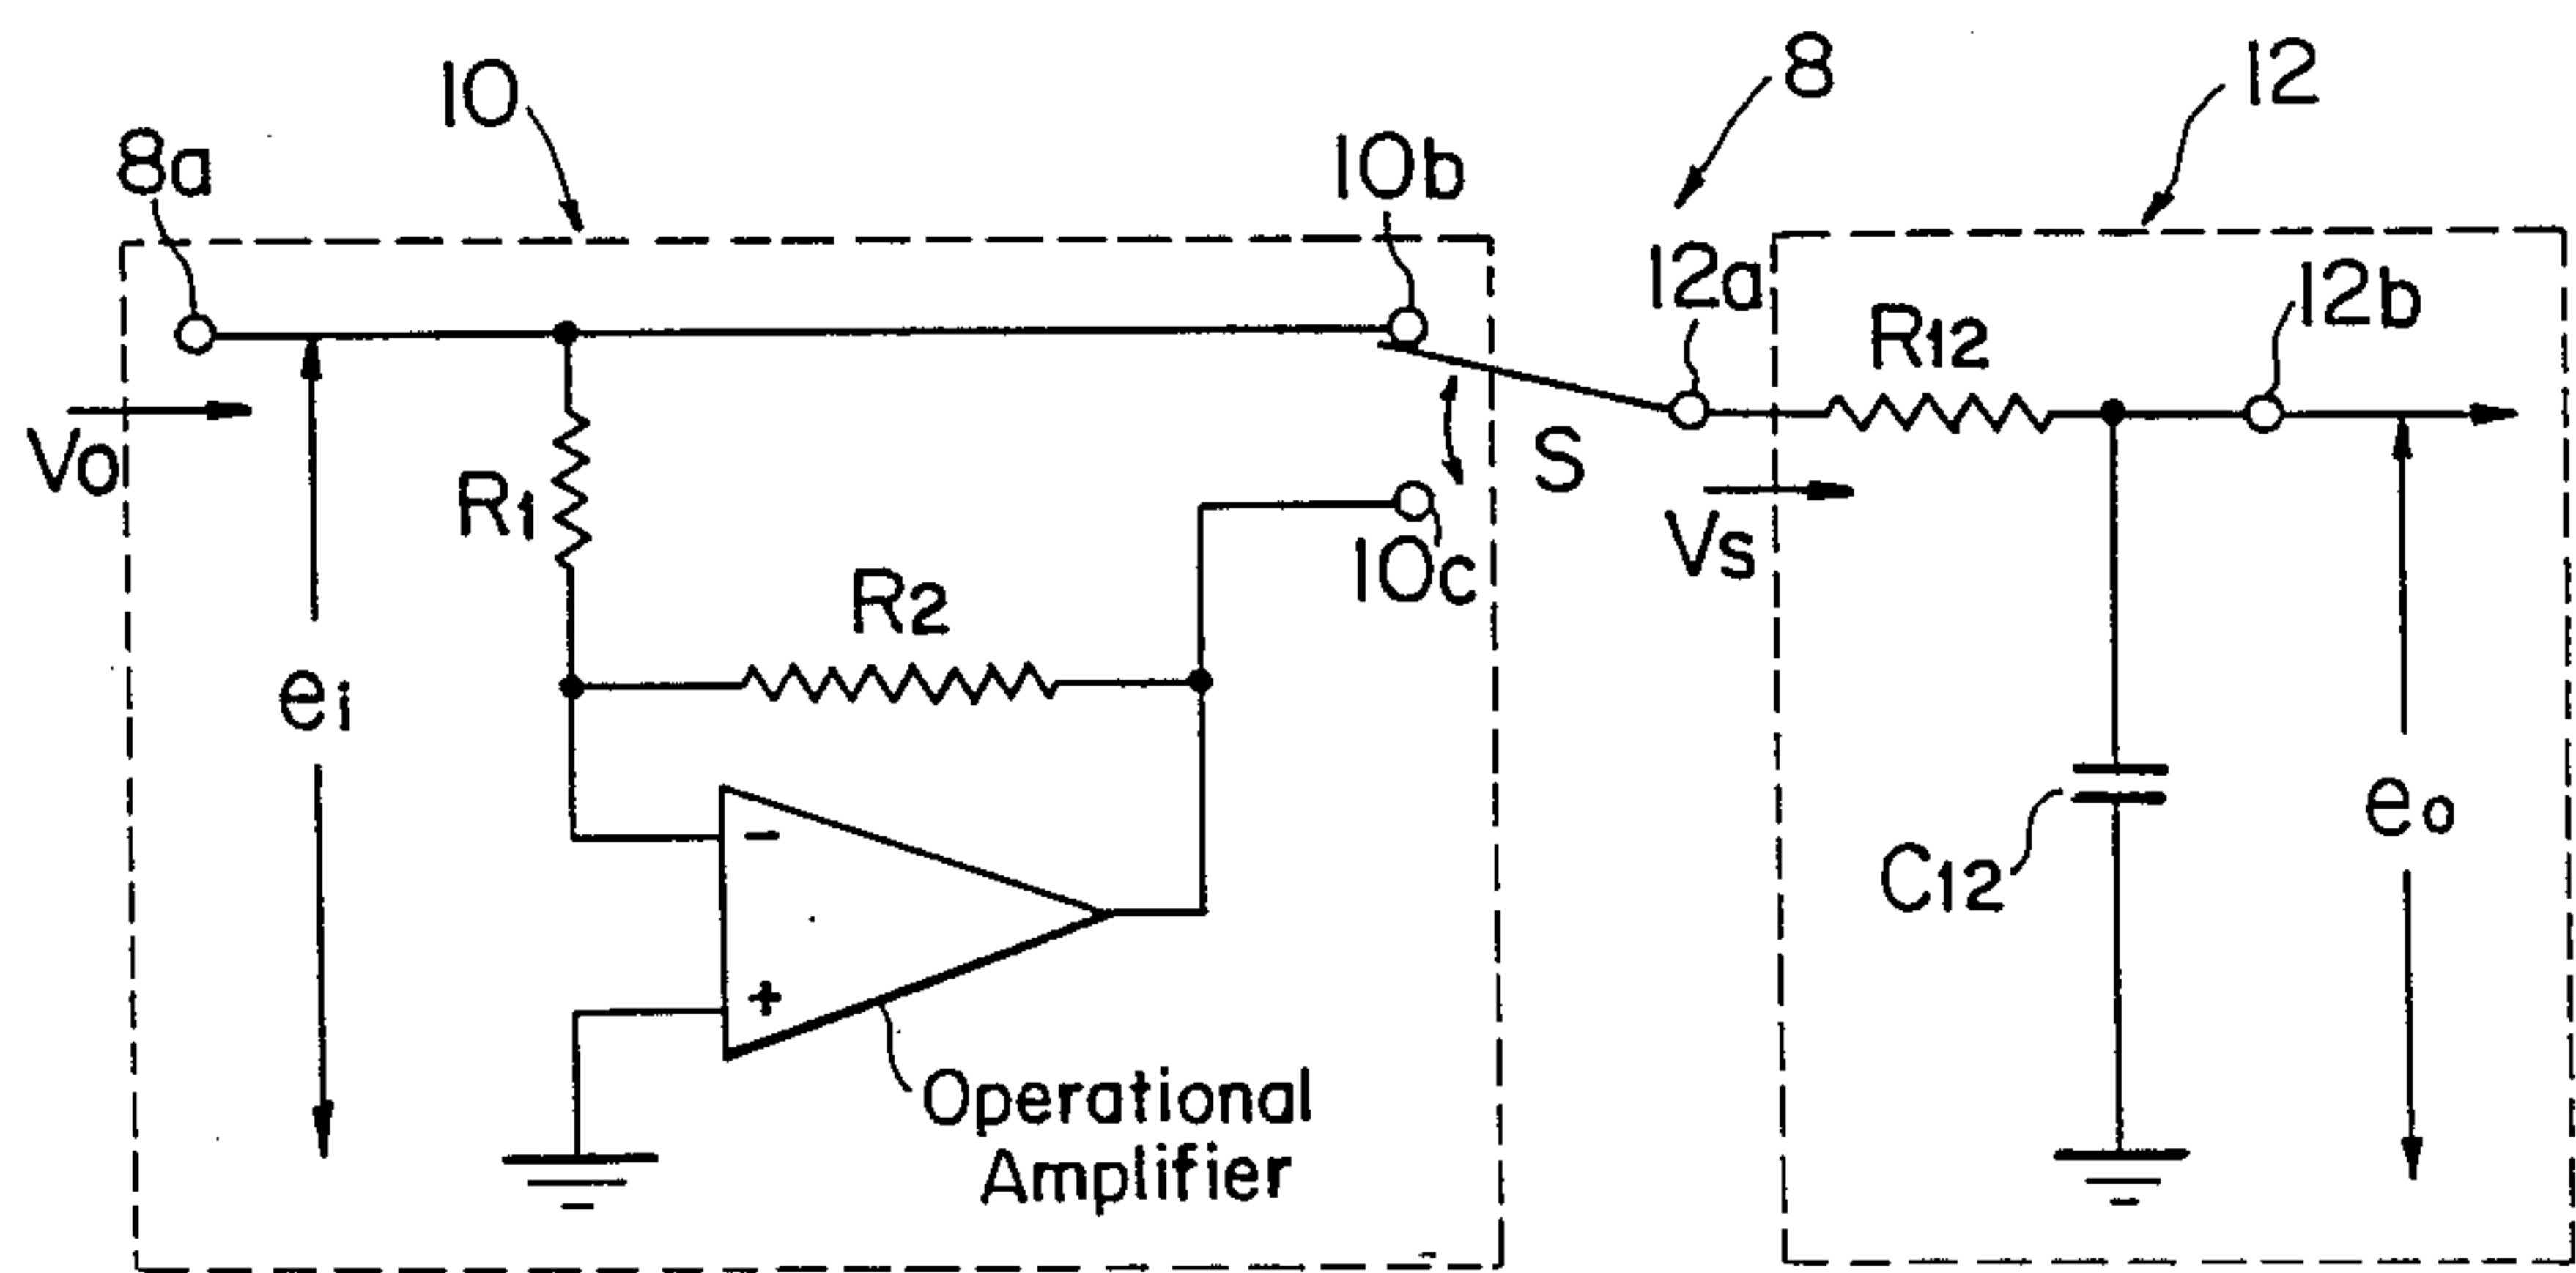 10
8
12
8a
10b
12a
12b
R12
Vo
R1
S
Vs
10c
R2
ei
eo
C12
-
+
Operational
Amplifier